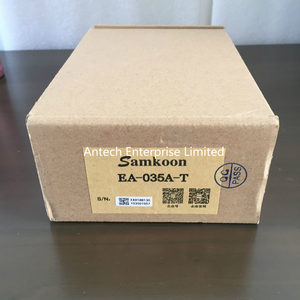 Antech Enterprise Limited
Samkoon
EA-035A-T
QC
PASS
S/N: